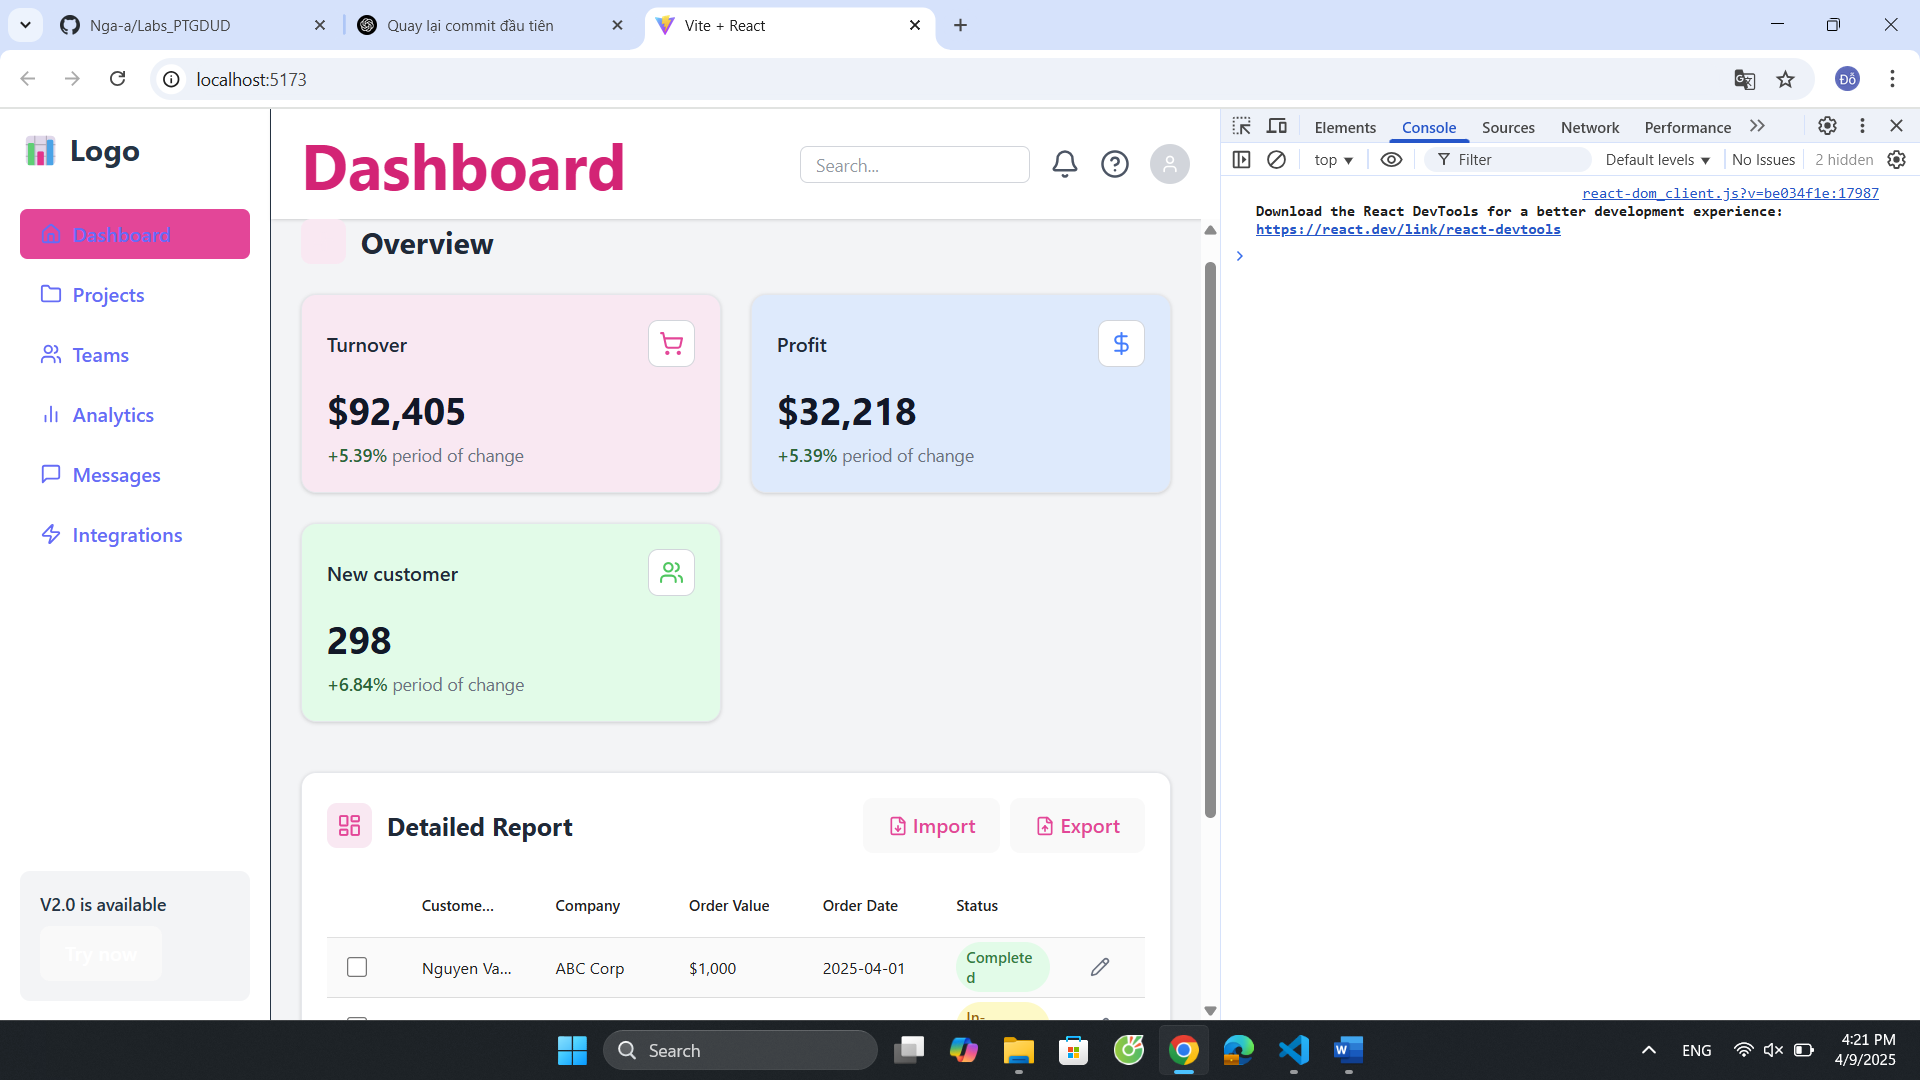 Nga-a/Labs_PTGDUD
Quay lại commit đầu tiên
Vite + React
localhost:5173
Đỗ
Logo
Dashboard
Projects
Teams
Analytics
Messages
Integrations
V2.0 is available
Try now
Dashboard
Search...
Overview
Turnover
$92,405
+5.39% period of change
Profit
$32,218
+5.39% period of change
New customer
298
+6.84% period of change
Detailed Report
Import
Export
Custome... Company Order Value Order Date Status
Nguyen Va... ABC Corp $1,000 2025-04-01 Complete
d
In-
Elements Console Sources Network Performance
top Filter Default levels No Issues 2 hidden
react-dom_client.js?v=be034f1e:17987
Download the React DevTools for a better development experience:
https://react.dev/link/react-devtools
Search
ENG
4:21 PM
4/9/2025